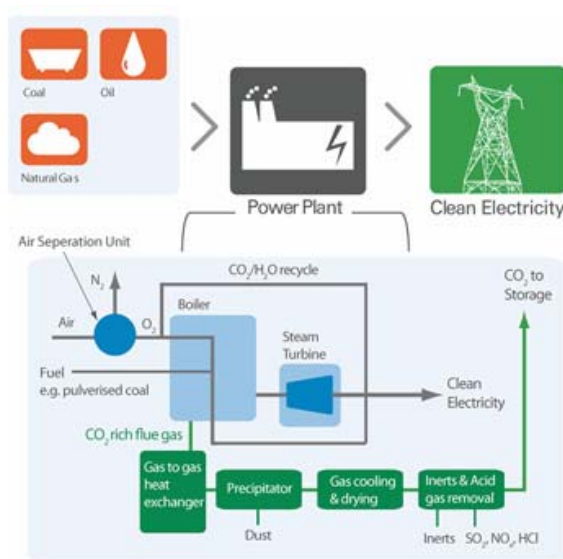 Coal
Oil
Natural Gas
Power Plant
Clean Electricity
Air Seperation Unit
N₂
CO₂/H₂O recycle
CO₂ to
Storage
Air
O₂
Boiler
Steam
Turbine
Fuel
e.g. pulverised coal
Clean
Electricity
CO₂ rich flue gas
Gas to gas
heat
exchanger
Precipitator
Gas cooling
& drying
Inerts & Acid
gas removal
Dust
Inerts
SO₂, NOₓ, HCl